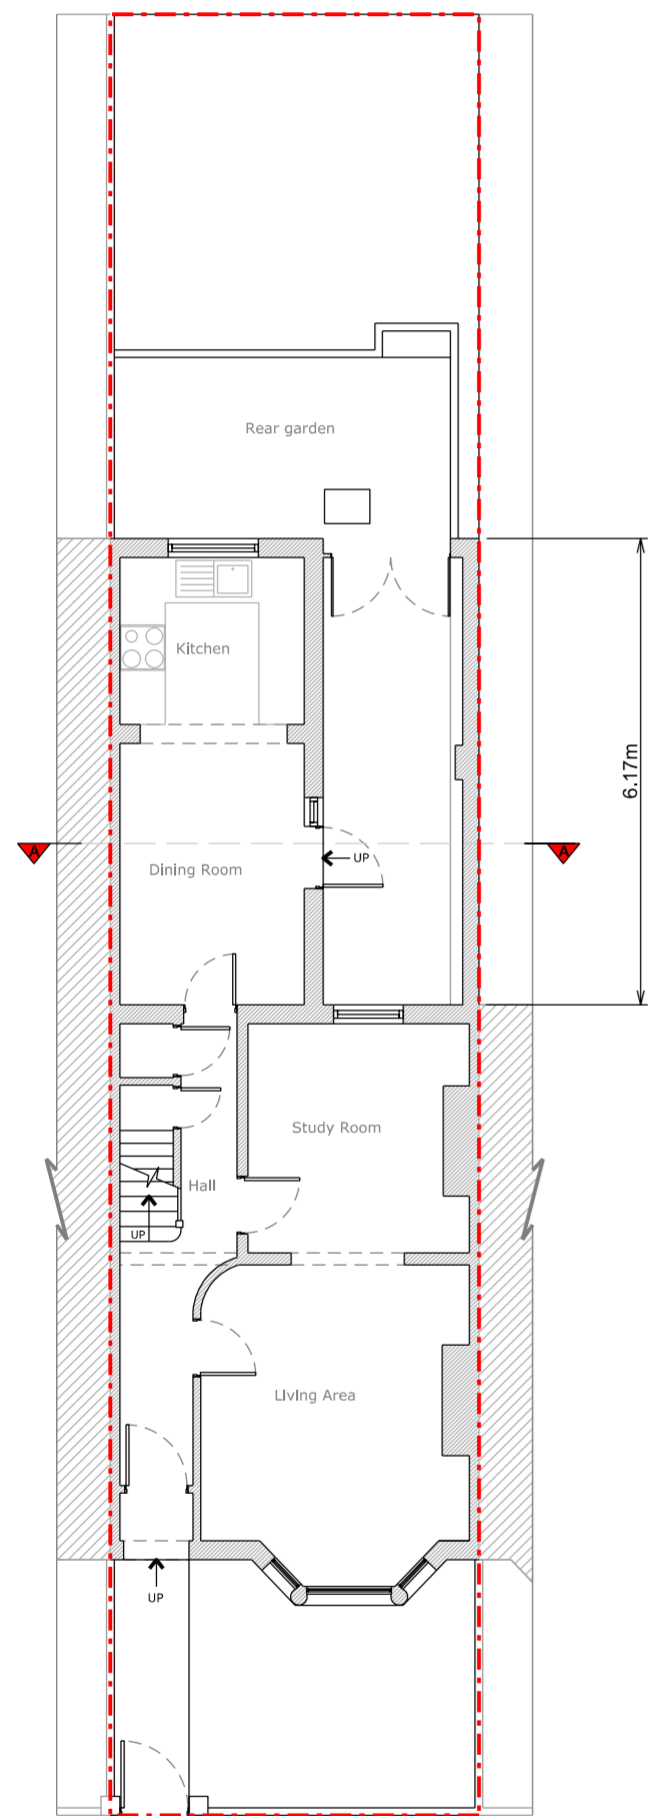 Rear garden
Kitchen
6.17m
A
A
UP
Dining Room
Study Room
Hall
UP
Living Area
UP